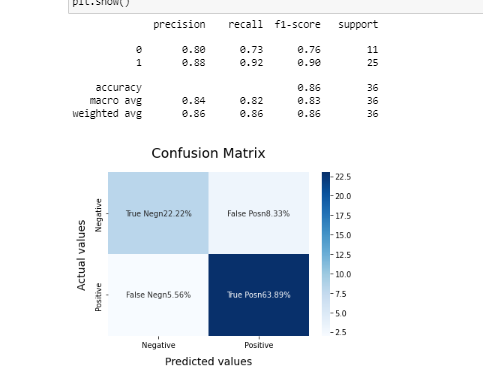 plt.show()
precision recall f1-score support
0 0.80 0.73 0.76 11
1 0.88 0.92 0.90 25
accuracy 0.86 36
macro avg 0.84 0.82 0.83 36
weighted avg 0.86 0.86 0.86 36
Confusion Matrix
Actual values
Negative
Positive
True Negn22.22%
False Posn8.33%
False Negn5.56%
True Posn63.89%
Negative
Positive
Predicted values
22.5
20.0
17.5
15.0
12.5
10.0
7.5
5.0
2.5